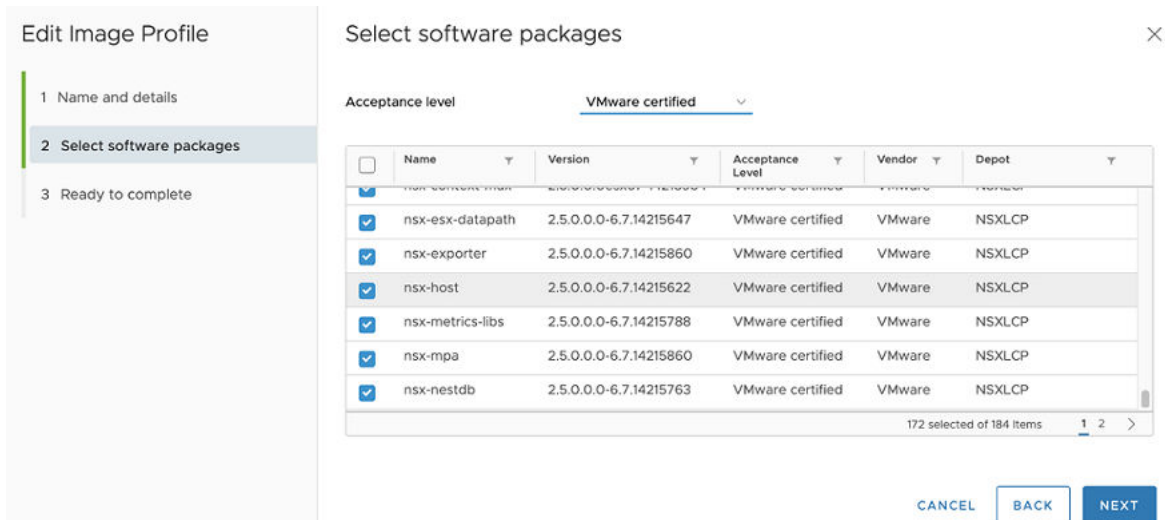 Edit Image Profile
1 Name and details
2 Select software packages
3 Ready to complete
Select software packages
Acceptance level VMware certified
Name Version Acceptance Level Vendor Depot
nsx-esx-datapath 2.5.0.0.0-6.7.14215647 VMware certified VMware NSXLCP
nsx-exporter 2.5.0.0.0-6.7.14215860 VMware certified VMware NSXLCP
nsx-host 2.5.0.0.0-6.7.14215622 VMware certified VMware NSXLCP
nsx-metrics-libs 2.5.0.0.0-6.7.14215788 VMware certified VMware NSXLCP
nsx-mpa 2.5.0.0.0-6.7.14215860 VMware certified VMware NSXLCP
nsx-nestdb 2.5.0.0.0-6.7.14215763 VMware certified VMware NSXLCP
172 selected of 184 Items 1 2
CANCEL BACK NEXT